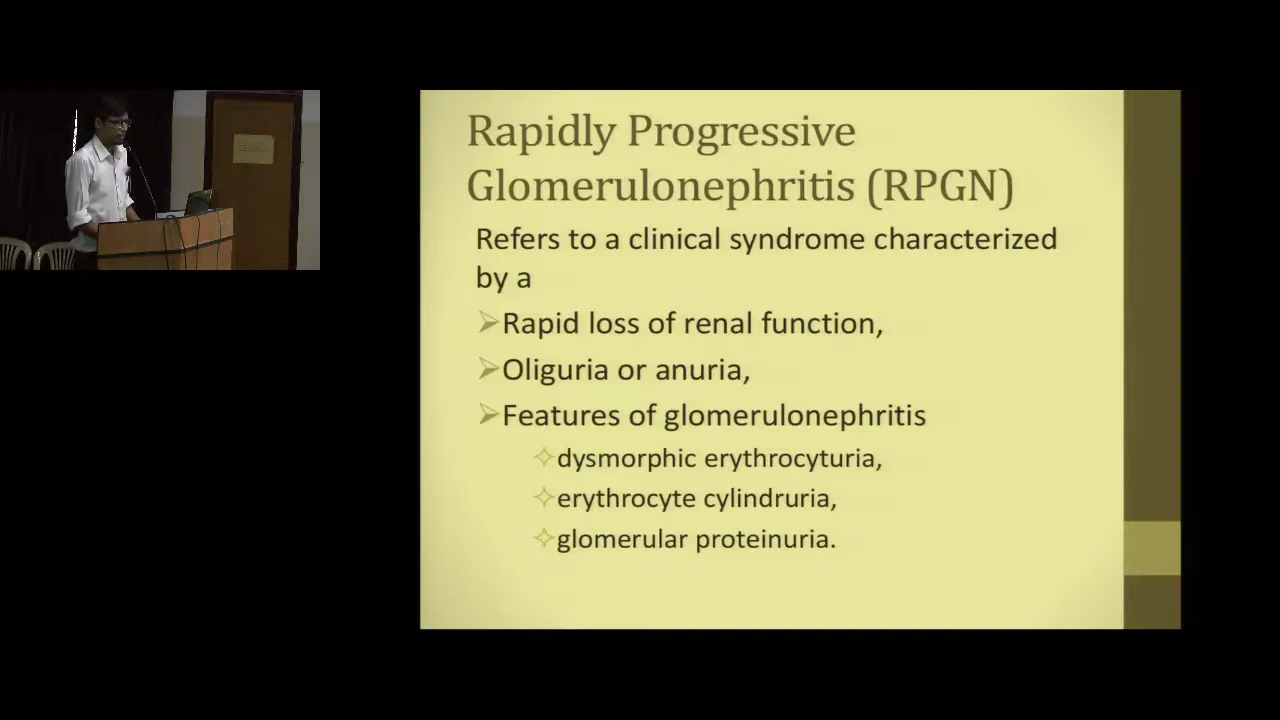 Rapidly Progressive
Glomerulonephritis (RPGN)
Refers to a clinical syndrome characterized
by a
Rapid loss of renal function,
Oliguria or anuria,
Features of glomerulonephritis
dysmorphic erythrocyturia,
erythrocyte cylindruria,
glomerular proteinuria.